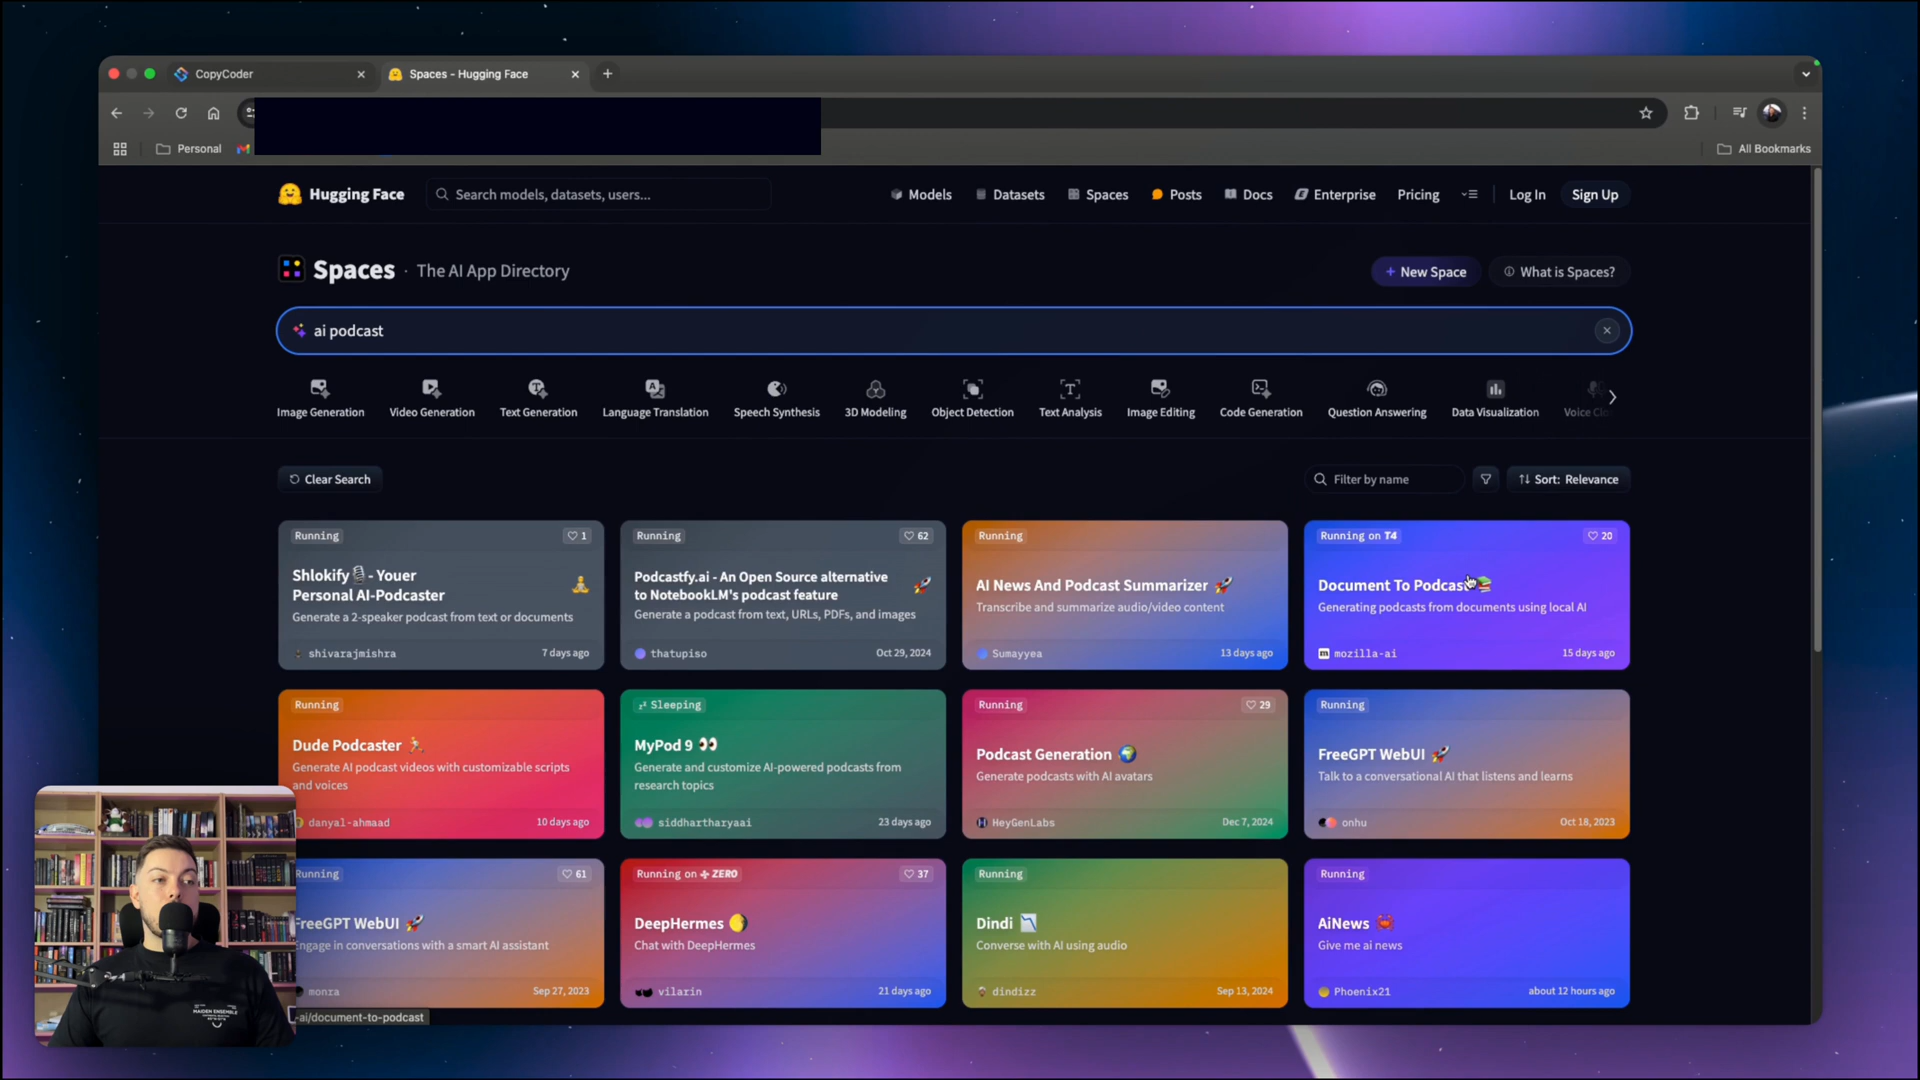 CopyCoder
Spaces - Hugging Face
Personal
All Bookmarks
Hugging Face
Search models, datasets, users...
Models
Datasets
Spaces
Posts
Docs
Enterprise
Pricing
Log In
Sign Up
Spaces · The AI App Directory
+ New Space
What is Spaces?
ai podcast
Image Generation
Video Generation
Text Generation
Language Translation
Speech Synthesis
3D Modeling
Object Detection
Text Analysis
Image Editing
Code Generation
Question Answering
Data Visualization
Clear Search
Filter by name
Sort: Relevance
Running
1
Shlokify - Youer
Personal AI-Podcaster
Generate a 2-speaker podcast from text or documents
shivarajmishra
7 days ago
Running
62
Podcastfy.ai - An Open Source alternative
to NotebookLM's podcast feature
Generate a podcast from text, URLs, PDFs, and images
thatupiso
Oct 29, 2024
Running
AI News And Podcast Summarizer
Transcribe and summarize audio/video content
Sumayyea
13 days ago
Running on T4
20
Document To Podcast
Generating podcasts from documents using local AI
mozilla-ai
15 days ago
Running
Dude Podcaster
Generate AI podcast videos with customizable scripts
and voices
danyal-ahmaad
10 days ago
Sleeping
MyPod 9
Generate and customize AI-powered podcasts from
research topics
siddhartharyaai
23 days ago
Running
29
Podcast Generation
Generate podcasts with AI avatars
HeyGenLabs
Dec 7, 2024
Running
FreeGPT WebUI
Talk to a conversational AI that listens and learns
onhu
Oct 18, 2023
Running
61
FreeGPT WebUI
Engage in conversations with a smart AI assistant
monra
Sep 27, 2023
Running on ZERO
37
DeepHermes
Chat with DeepHermes
vilarin
21 days ago
Running
Dindi
Converse with AI using audio
dindizz
Sep 13, 2024
Running
AiNews
Give me ai news
Phoenix21
about 12 hours ago
-ai/document-to-podcast
MAIDEN ENSEMBLE